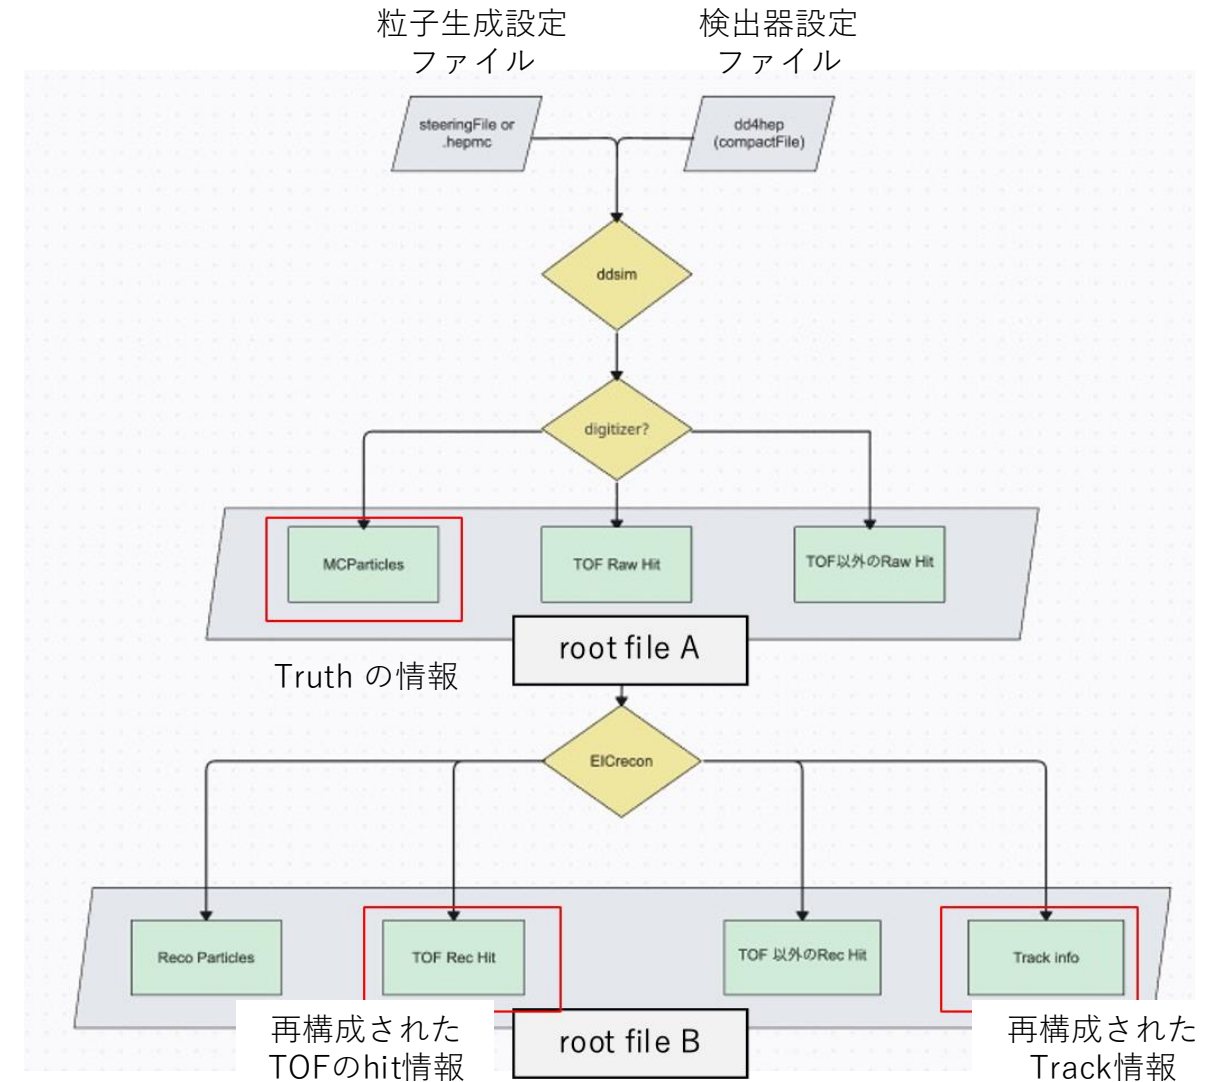 粒子生成設定
ファイル
検出器設定
ファイル
steeringFile or
.hepmc
dd4hep
(compactFile)
ddsim
digitizer?
MCParticles
TOF Raw Hit
TOF以外のRaw Hit
root file A
Truth の情報
EICrecon
Reco Particles
TOF Rec Hit
TOF 以外のRec Hit
Track info
再構成された
TOFのhit情報
root file B
再構成された
Track情報